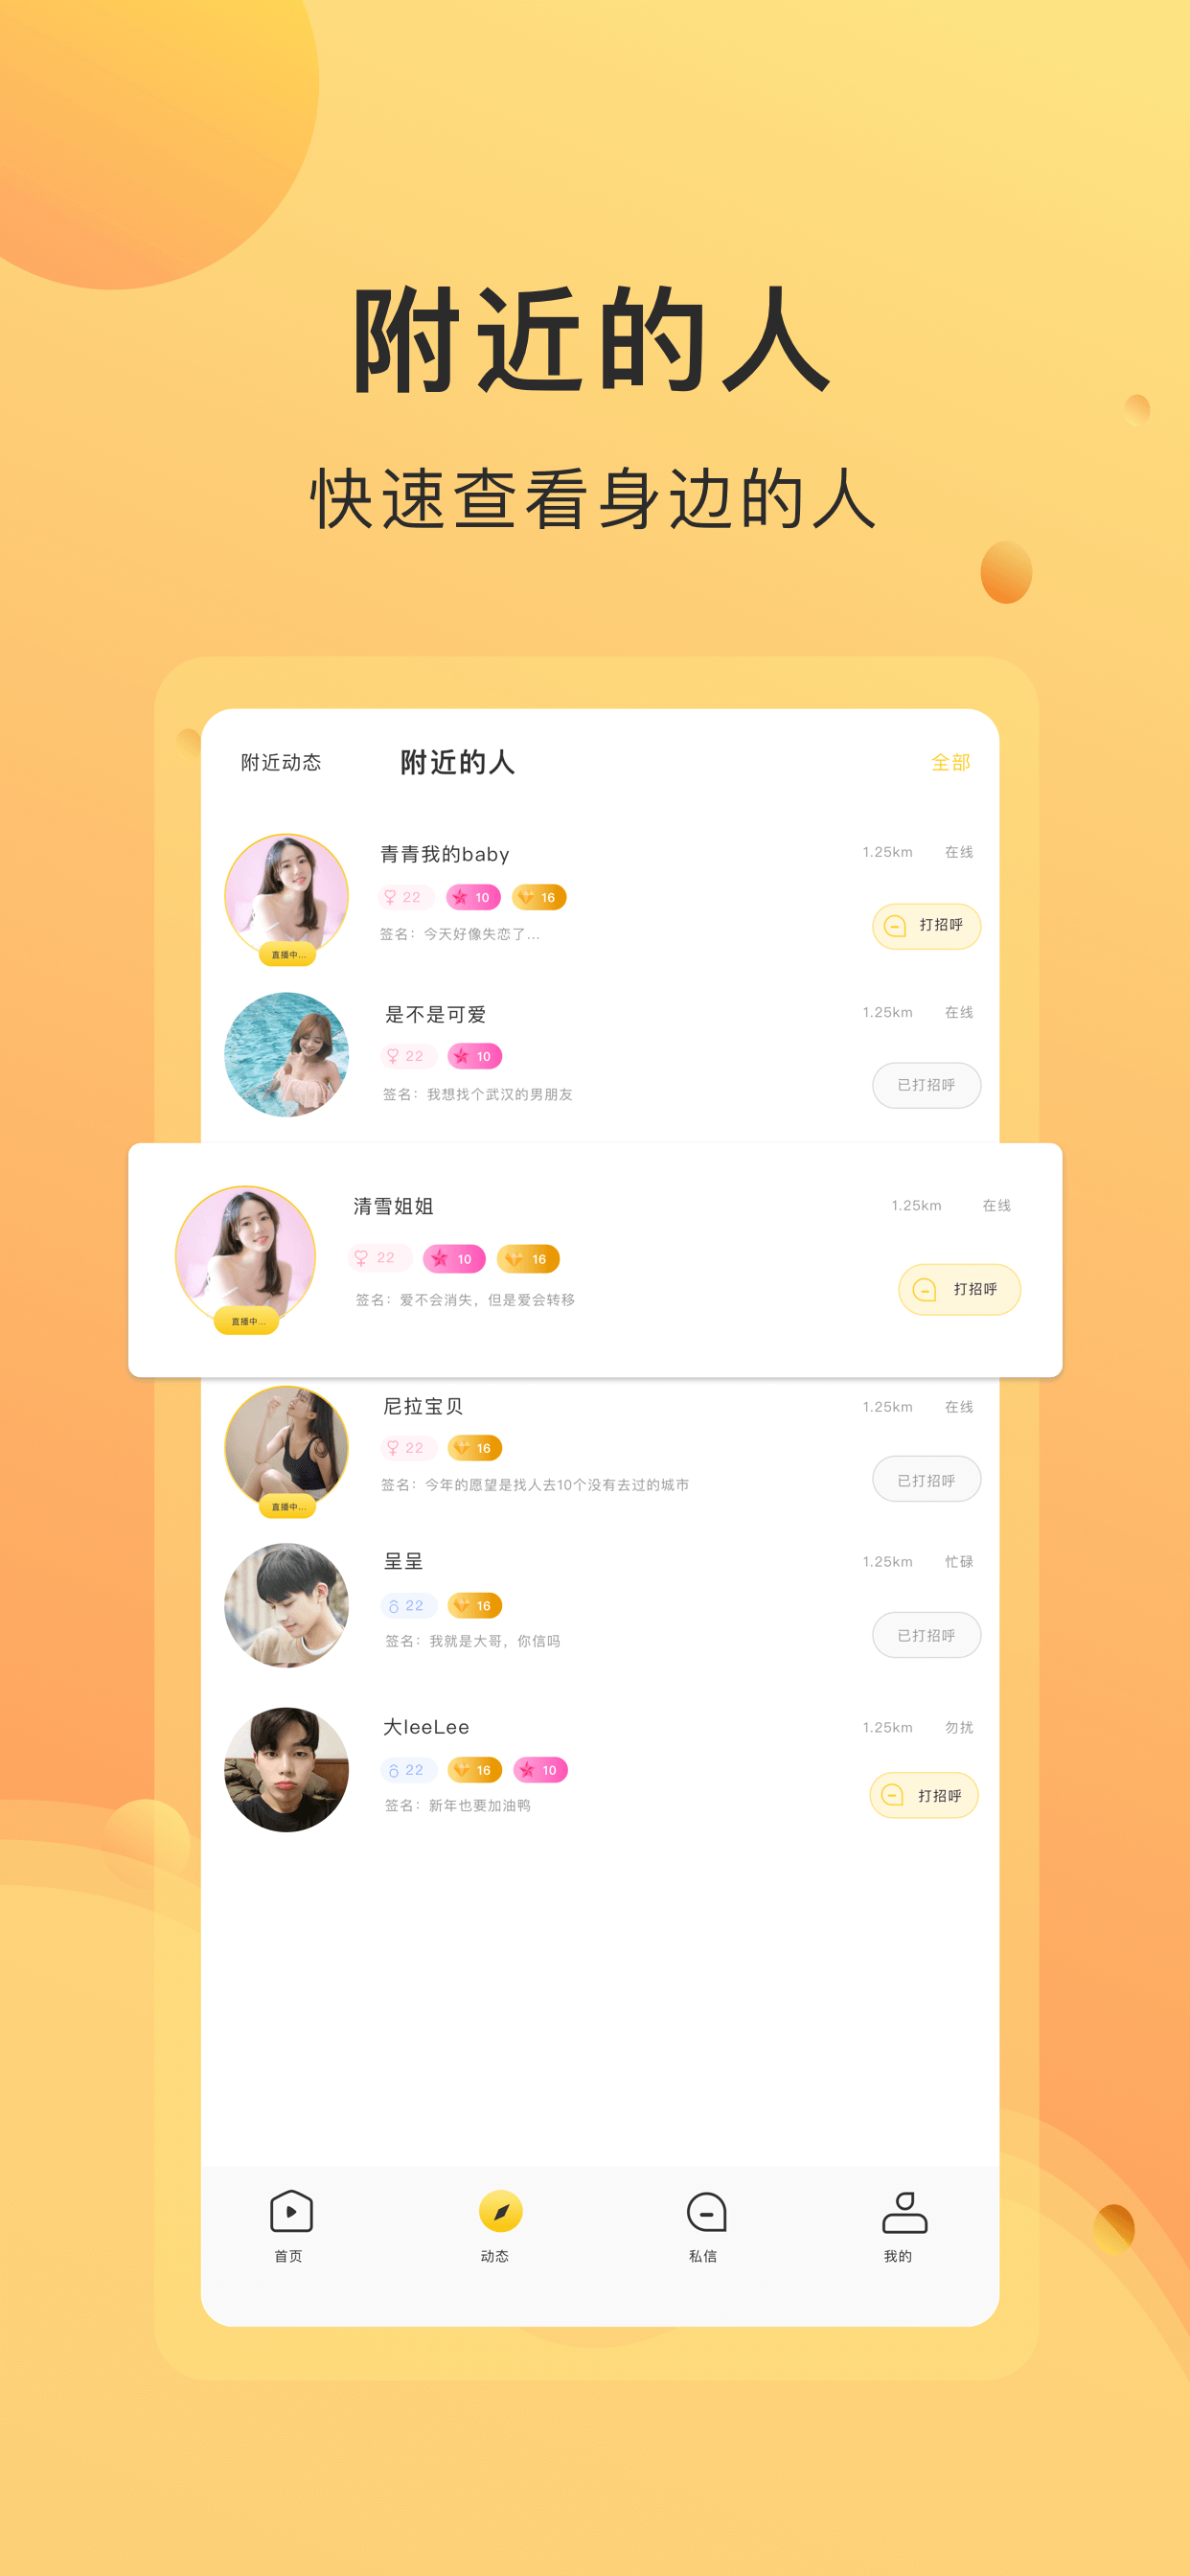 附近的人
快速查看身边的人
附近动态 附近的人 全部
青青我的baby 1.25km 在线
22 10 16 打招呼
签名：今天好像失恋了...
直播中...
是不是可爱 1.25km 在线
22 10 已打招呼
签名：我想找个武汉的男朋友
清雪姐姐 1.25km 在线
22 10 16 打招呼
签名：爱不会消失，但是爱会转移
直播中...
尼拉宝贝 1.25km 在线
22 16 已打招呼
签名：今年的愿望是找人去10个没有去过的城市
直播中...
呈呈 1.25km 忙碌
22 16 已打招呼
签名：我就是大哥，你信吗
大leeLee 1.25km 勿扰
22 16 10 打招呼
签名：新年也要加油鸭
首页 动态 私信 我的